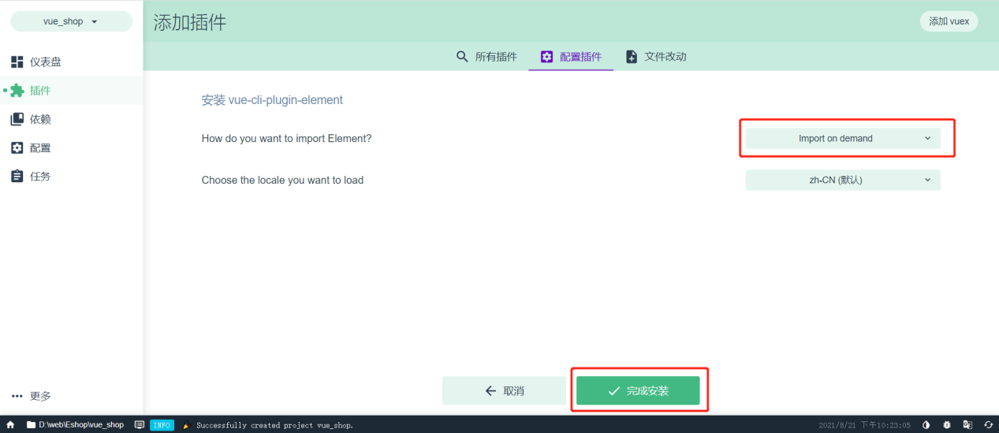 vue_shop
添加插件
添加 vuex
仪表盘
插件
依赖
配置
任务
更多
所有插件
配置插件
文件改动
安装 vue-cli-plugin-element
How do you want to import Element?
Import on demand
Choose the locale you want to load
zh-CN (默认)
取消
完成安装
D:\web\Eshop\vue_shop
INFO
Successfully created project vue_shop.
2021/8/21 下午10:23:05